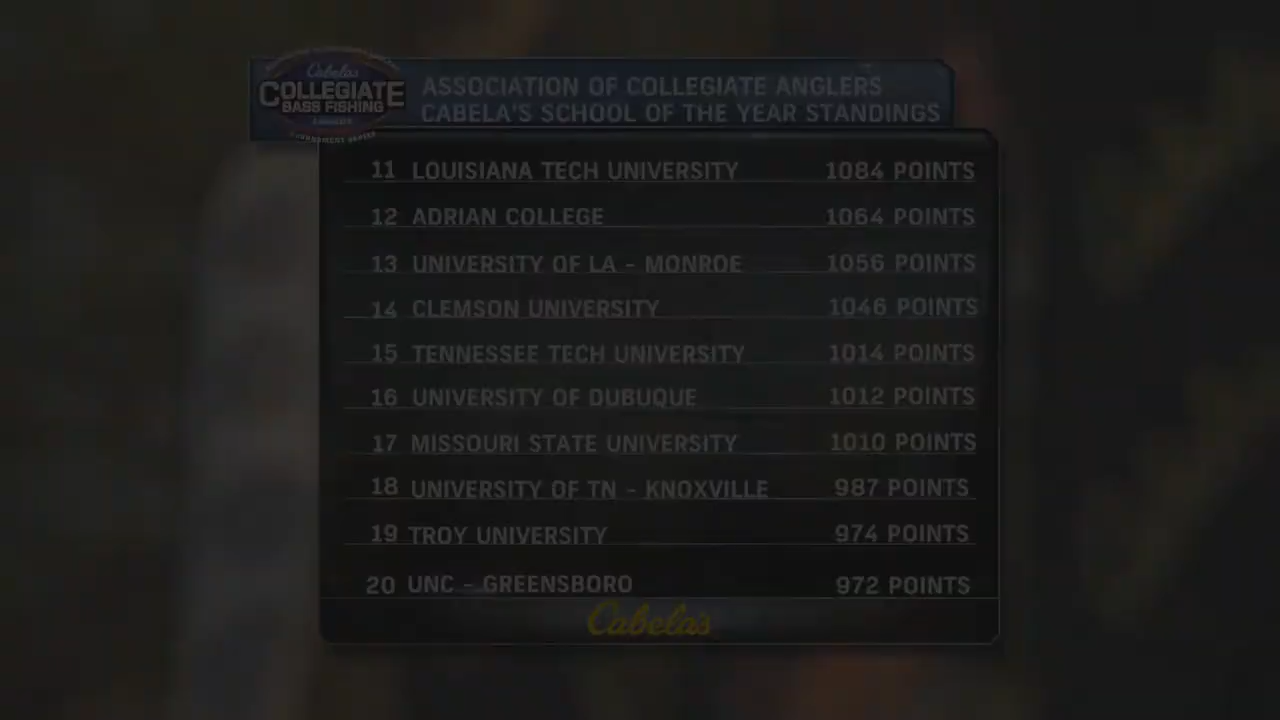 Cabelas
COLLEGIATE
BASS FISHING
SERIES
ASSOCIATION OF COLLEGIATE ANGLERS
CABELA'S SCHOOL OF THE YEAR STANDINGS
11 LOUISIANA TECH UNIVERSITY 1084 POINTS
12 ADRIAN COLLEGE 1064 POINTS
13 UNIVERSITY OF LA - MONROE 1056 POINTS
14 CLEMSON UNIVERSITY 1046 POINTS
15 TENNESSEE TECH UNIVERSITY 1014 POINTS
16 UNIVERSITY OF DUBUQUE 1012 POINTS
17 MISSOURI STATE UNIVERSITY 1010 POINTS
18 UNIVERSITY OF TN - KNOXVILLE 987 POINTS
19 TROY UNIVERSITY 974 POINTS
20 UNC - GREENSBORO 972 POINTS
Cabelas